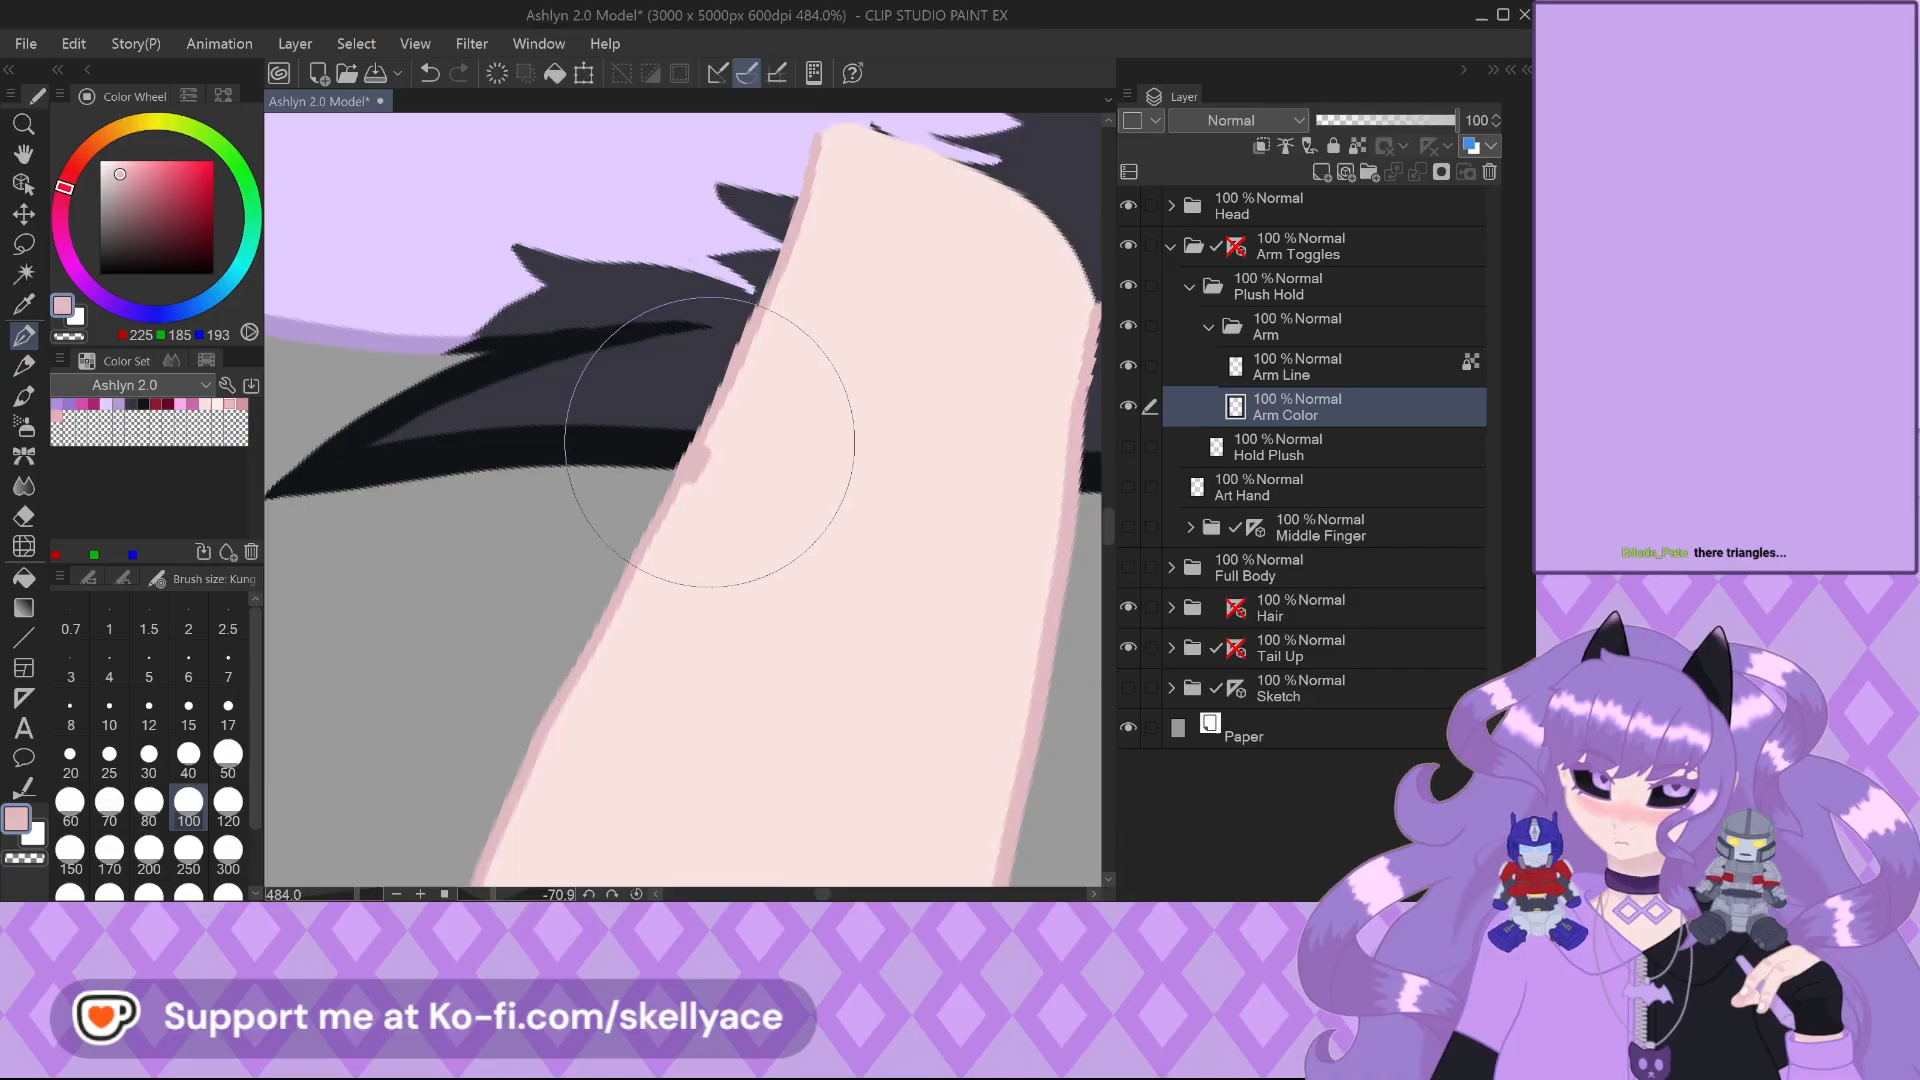 Ashlyn 2.0 Model* (3000 x 5000px 600dpi 484.0%) - CLIP STUDIO PAINT EX
File Edit Story(P) Animation Layer Select View Filter Window Help
Color Wheel
Ashlyn 2.0 Model*
Layer
Normal 100
100 %Normal
Head
100 %Normal
Arm Toggles
100 %Normal
Plush Hold
100 %Normal
Arm
100 %Normal
Arm Line
100 %Normal
Arm Color
100 %Normal
Hold Plush
100 %Normal
Art Hand
100 %Normal
Middle Finger
100 %Normal
Full Body
100 %Normal
Hair
100 %Normal
Tail Up
100 %Normal
Sketch
Paper
225 185 193
Color Set
Ashlyn 2.0
Brush size: Kung
0.7 1 1.5 2 2.5
3 4 5 6 7
8 10 12 15 17
20 25 30 40 50
60 70 80 100 120
150 170 200 250 300
484.0
-70.9
Edude_Pato there triangles...
Support me at Ko-fi.com/skellyace